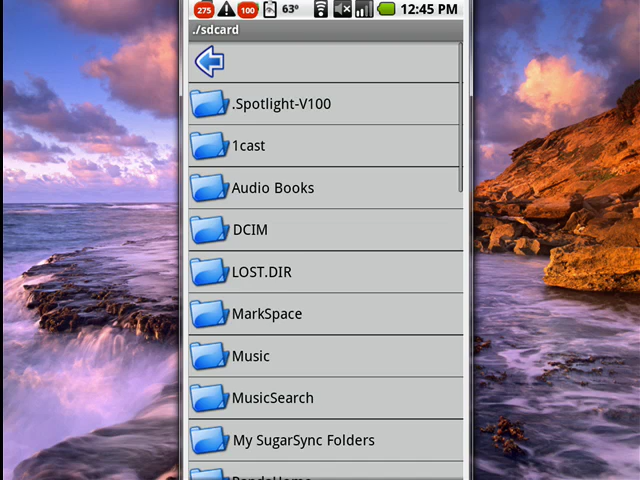 275 100 63° 12:45 PM
./sdcard
.Spotlight-V100
1cast
Audio Books
DCIM
LOST.DIR
MarkSpace
Music
MusicSearch
My SugarSync Folders
PandaHome